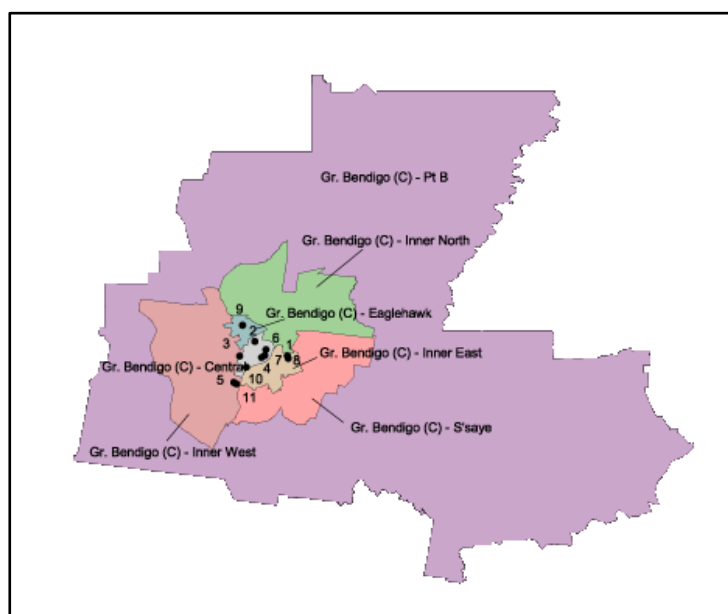 Gr. Bendigo (C) - Pt B
Gr. Bendigo (C) - Inner North
9
Gr. Bendigo (C) - Eaglehawk
2
3
6
1
Gr. Bendigo (C) - Inner East
7
8
Gr. Bendigo (C) - Central
4
5
10
11
Gr. Bendigo (C) - S'saye
Gr. Bendigo (C) - Inner West